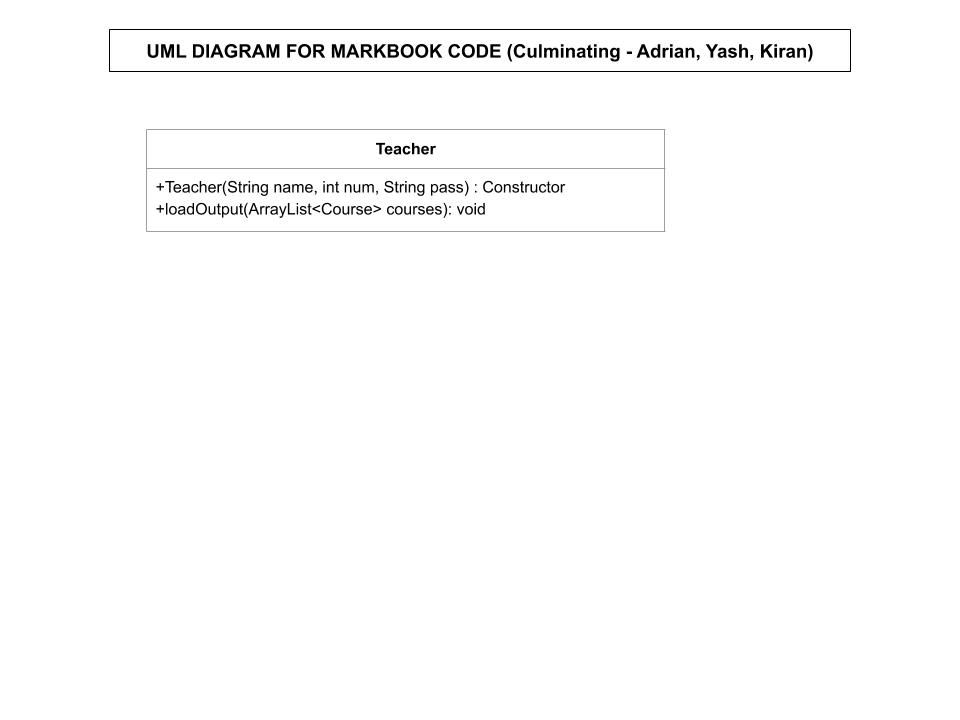 UML DIAGRAM FOR MARKBOOK CODE (Culminating - Adrian, Yash, Kiran)
Teacher
+Teacher(String name, int num, String pass) : Constructor
+loadOutput(ArrayList<Course> courses): void